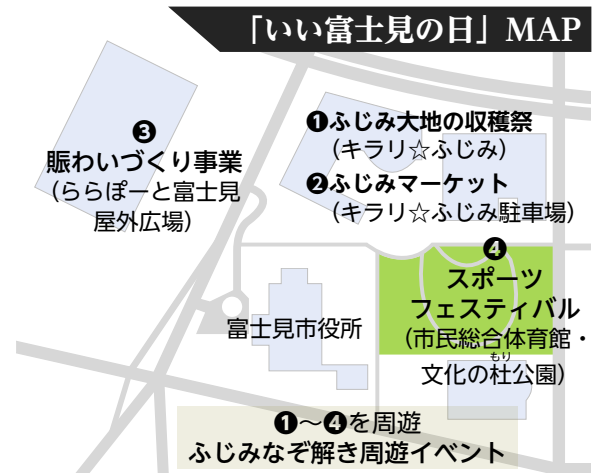 「いい富士見の日」MAP
❶ふじみ大地の収穫祭
(キラリ☆ふじみ)
❷ふじみマーケット
(キラリ☆ふじみ駐車場)
❸
賑わいづくり事業
(ららぽーと富士見
屋外広場)
❹
スポーツ
フェスティバル
(市民総合体育館・
もり
文化の杜公園)
富士見市役所
❶～❹を周遊
ふじみなぞ解き周遊イベント